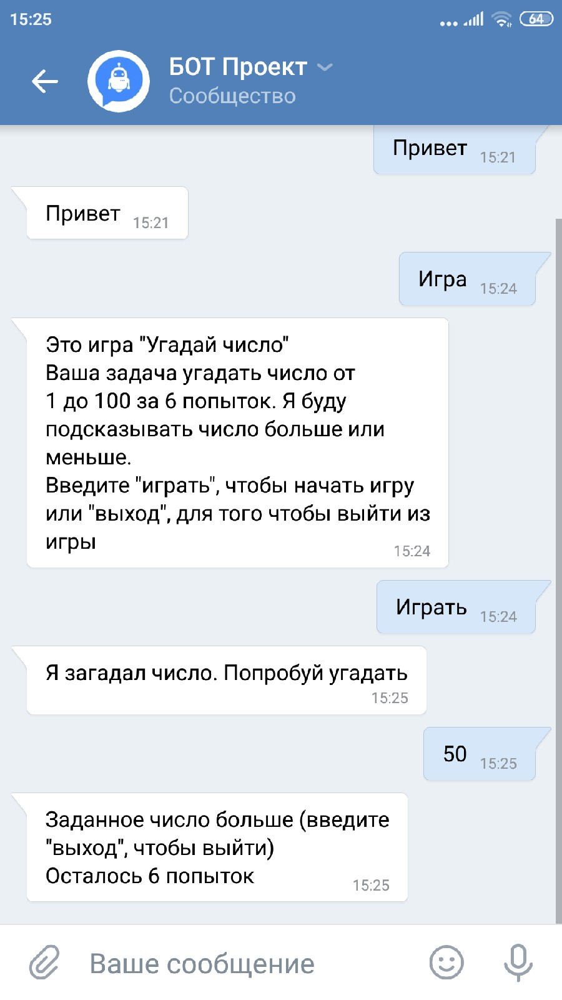 15:25
64
БОТ Проект
Сообщество
Привет 15:21
Привет 15:21
Игра 15:24
Это игра "Угадай число"
Ваша задача угадать число от
1 до 100 за 6 попыток. Я буду
подсказывать число больше или
меньше.
Введите "играть", чтобы начать игру
или "выход", для того чтобы выйти из
игры 15:24
Играть 15:24
Я загадал число. Попробуй угадать
15:25
50 15:25
Заданное число больше (введите
"выход", чтобы выйти)
Осталось 6 попыток 15:25
Ваше сообщение